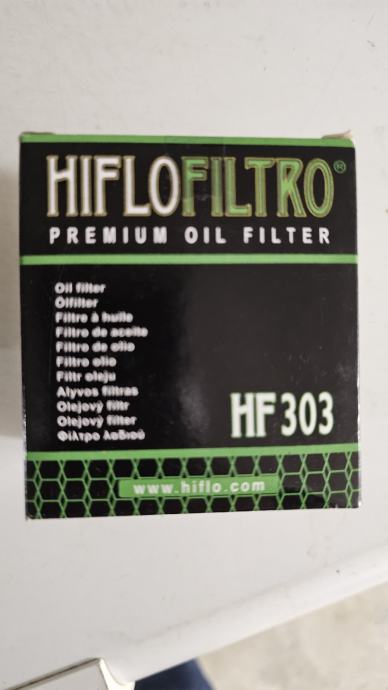 HIFLOFILTRO®
PREMIUM OIL FILTER
Oil filter
Ölfilter
Filtre à huile
Filtro de aceite
Filtro de olio
Filtro olio
Filtr oleju
Alyvos filtras
Olejový filtr
Olejový filter
Φίλτρο λαδιού
HF303
www.hiflo.com